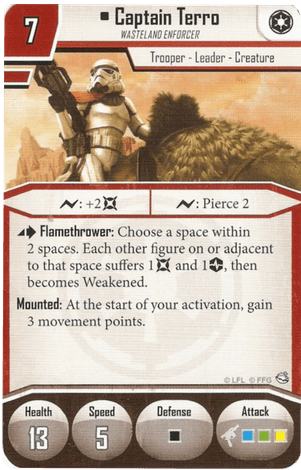 7
Captain Terro
WASTELAND ENFORCER
Trooper - Leader - Creature
: +2
: Pierce 2
Flamethrower: Choose a space within
2 spaces. Each other figure on or adjacent
to that space suffers 1 and 1, then
becomes Weakened.
Mounted: At the start of your activation, gain
3 movement points.
© LFL © FFG
Health Speed Defense Attack
13 5